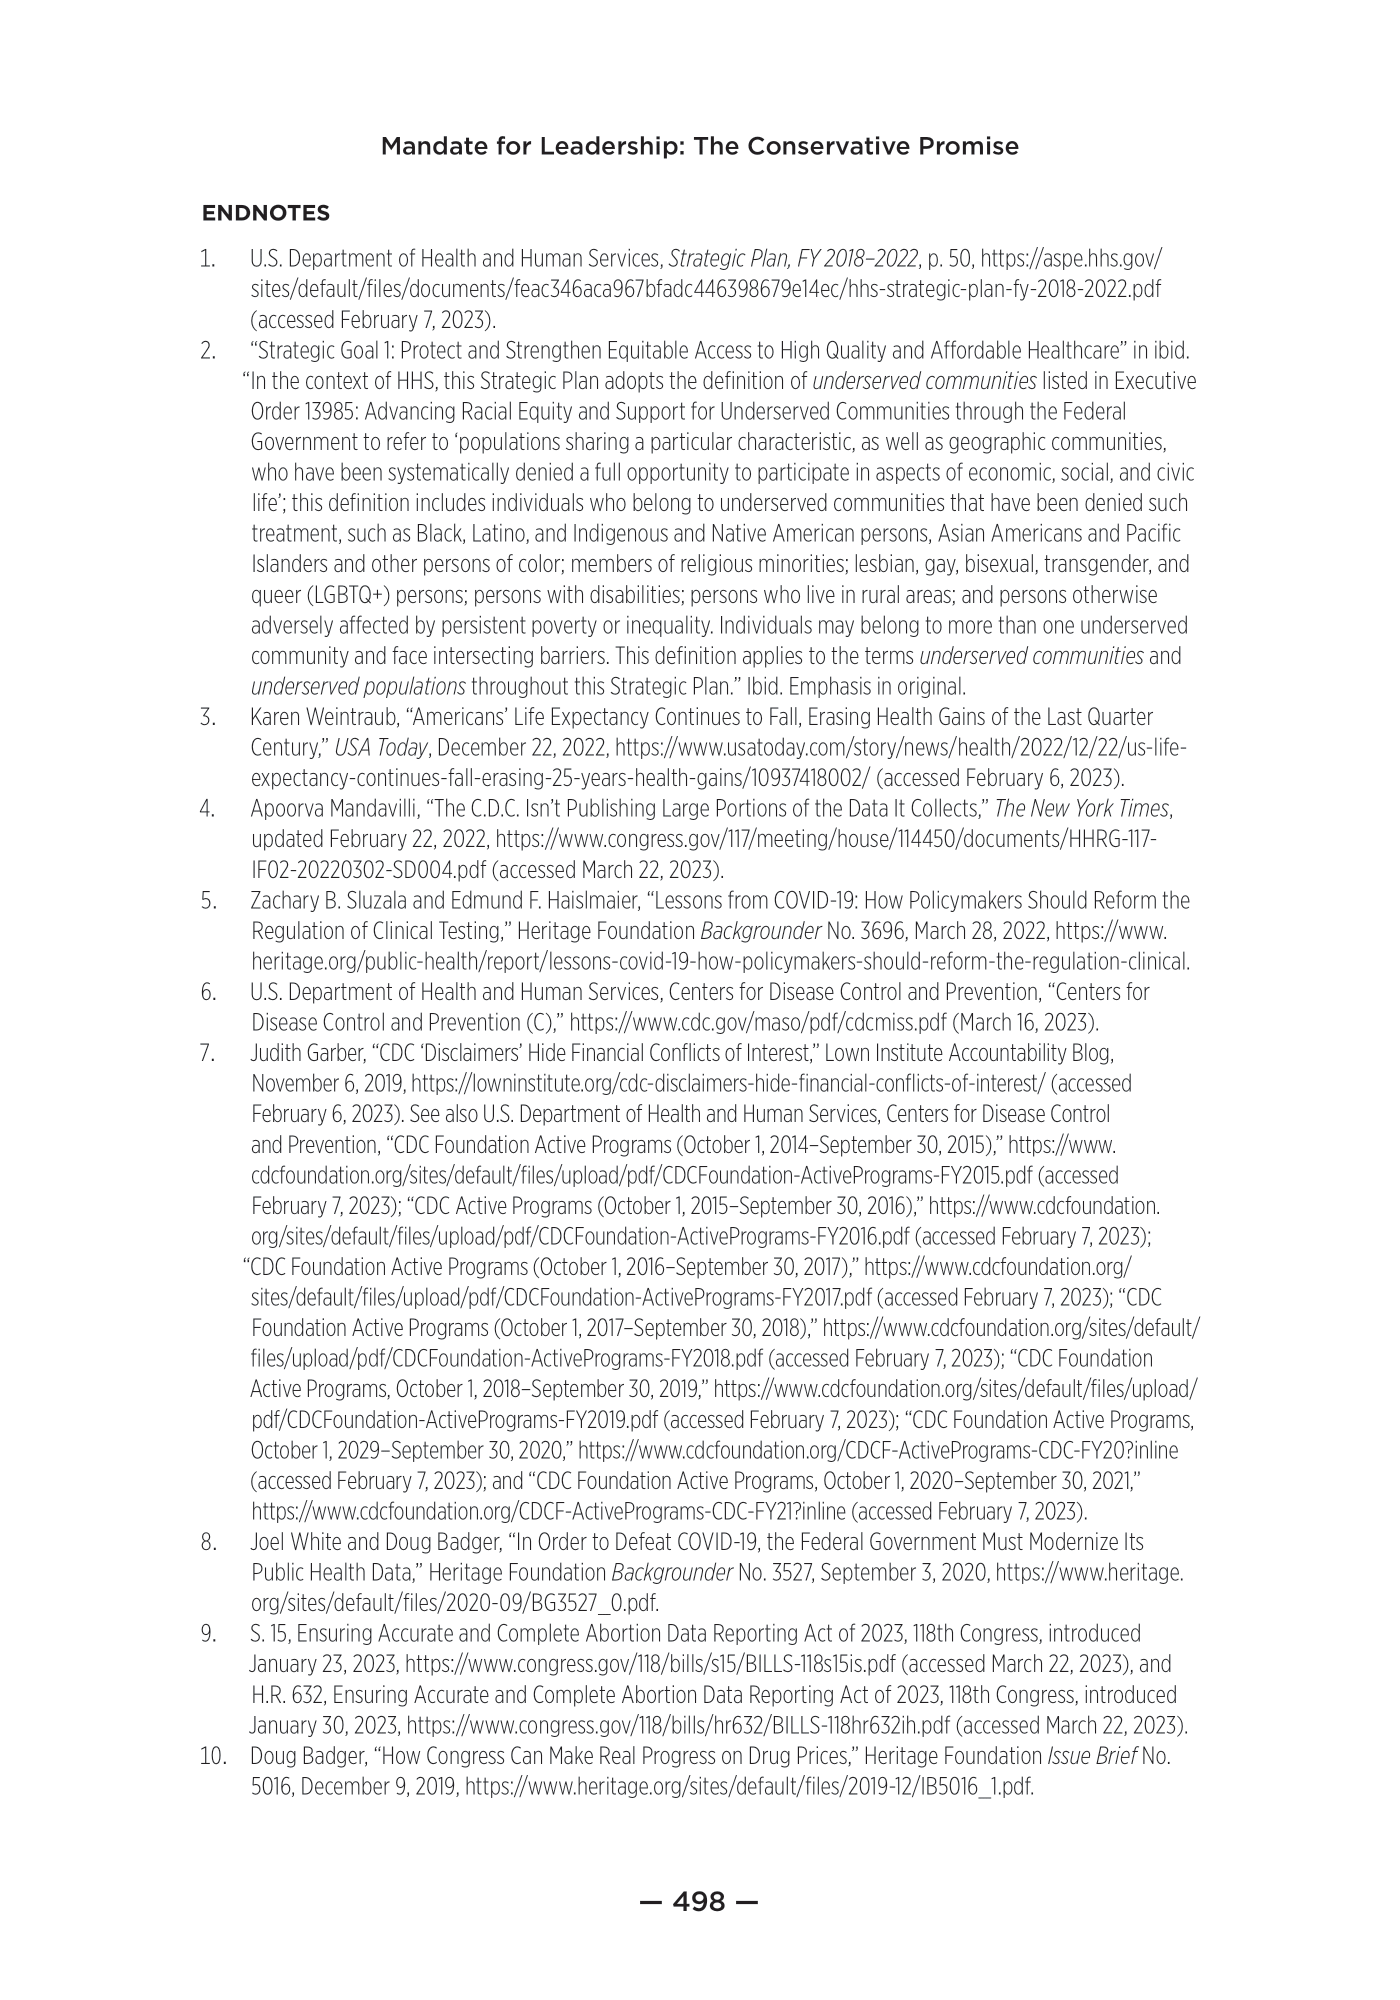 Mandate for Leadership: The Conservative Promise
ENDNOTES
1. U.S. Department of Health and Human Services, Strategic Plan, FY 2018–2022, p. 50, https://aspe.hhs.gov/
sites/default/files/documents/feac346aca967bfadc446398679e14ec/hhs-strategic-plan-fy-2018-2022.pdf
(accessed February 7, 2023).
2. “Strategic Goal 1: Protect and Strengthen Equitable Access to High Quality and Affordable Healthcare” in ibid.
“In the context of HHS, this Strategic Plan adopts the definition of underserved communities listed in Executive
Order 13985: Advancing Racial Equity and Support for Underserved Communities through the Federal
Government to refer to ‘populations sharing a particular characteristic, as well as geographic communities,
who have been systematically denied a full opportunity to participate in aspects of economic, social, and civic
life’; this definition includes individuals who belong to underserved communities that have been denied such
treatment, such as Black, Latino, and Indigenous and Native American persons, Asian Americans and Pacific
Islanders and other persons of color; members of religious minorities; lesbian, gay, bisexual, transgender, and
queer (LGBTQ+) persons; persons with disabilities; persons who live in rural areas; and persons otherwise
adversely affected by persistent poverty or inequality. Individuals may belong to more than one underserved
community and face intersecting barriers. This definition applies to the terms underserved communities and
underserved populations throughout this Strategic Plan.” Ibid. Emphasis in original.
3. Karen Weintraub, “Americans’ Life Expectancy Continues to Fall, Erasing Health Gains of the Last Quarter
Century,” USA Today, December 22, 2022, https://www.usatoday.com/story/news/health/2022/12/22/us-life-
expectancy-continues-fall-erasing-25-years-health-gains/10937418002/ (accessed February 6, 2023).
4. Apoorva Mandavilli, “The C.D.C. Isn’t Publishing Large Portions of the Data It Collects,” The New York Times,
updated February 22, 2022, https://www.congress.gov/117/meeting/house/114450/documents/HHRG-117-
IF02-20220302-SD004.pdf (accessed March 22, 2023).
5. Zachary B. Sluzala and Edmund F. Haislmaier, “Lessons from COVID-19: How Policymakers Should Reform the
Regulation of Clinical Testing,” Heritage Foundation Backgrounder No. 3696, March 28, 2022, https://www.
heritage.org/public-health/report/lessons-covid-19-how-policymakers-should-reform-the-regulation-clinical.
6. U.S. Department of Health and Human Services, Centers for Disease Control and Prevention, “Centers for
Disease Control and Prevention (C),” https://www.cdc.gov/maso/pdf/cdcmiss.pdf (March 16, 2023).
7. Judith Garber, “CDC ‘Disclaimers’ Hide Financial Conflicts of Interest,” Lown Institute Accountability Blog,
November 6, 2019, https://lowninstitute.org/cdc-disclaimers-hide-financial-conflicts-of-interest/ (accessed
February 6, 2023). See also U.S. Department of Health and Human Services, Centers for Disease Control
and Prevention, “CDC Foundation Active Programs (October 1, 2014–September 30, 2015),” https://www.
cdcfoundation.org/sites/default/files/upload/pdf/CDCFoundation-ActivePrograms-FY2015.pdf (accessed
February 7, 2023); “CDC Active Programs (October 1, 2015–September 30, 2016),” https://www.cdcfoundation.
org/sites/default/files/upload/pdf/CDCFoundation-ActivePrograms-FY2016.pdf (accessed February 7, 2023);
“CDC Foundation Active Programs (October 1, 2016–September 30, 2017),” https://www.cdcfoundation.org/
sites/default/files/upload/pdf/CDCFoundation-ActivePrograms-FY2017.pdf (accessed February 7, 2023); “CDC
Foundation Active Programs (October 1, 2017–September 30, 2018),” https://www.cdcfoundation.org/sites/default/
files/upload/pdf/CDCFoundation-ActivePrograms-FY2018.pdf (accessed February 7, 2023); “CDC Foundation
Active Programs, October 1, 2018–September 30, 2019,” https://www.cdcfoundation.org/sites/default/files/upload/
pdf/CDCFoundation-ActivePrograms-FY2019.pdf (accessed February 7, 2023); “CDC Foundation Active Programs,
October 1, 2029–September 30, 2020,” https://www.cdcfoundation.org/CDCF-ActivePrograms-CDC-FY20?inline
(accessed February 7, 2023); and “CDC Foundation Active Programs, October 1, 2020–September 30, 2021,”
https://www.cdcfoundation.org/CDCF-ActivePrograms-CDC-FY21?inline (accessed February 7, 2023).
8. Joel White and Doug Badger, “In Order to Defeat COVID-19, the Federal Government Must Modernize Its
Public Health Data,” Heritage Foundation Backgrounder No. 3527, September 3, 2020, https://www.heritage.
org/sites/default/files/2020-09/BG3527_0.pdf.
9. S. 15, Ensuring Accurate and Complete Abortion Data Reporting Act of 2023, 118th Congress, introduced
January 23, 2023, https://www.congress.gov/118/bills/s15/BILLS-118s15is.pdf (accessed March 22, 2023), and
H.R. 632, Ensuring Accurate and Complete Abortion Data Reporting Act of 2023, 118th Congress, introduced
January 30, 2023, https://www.congress.gov/118/bills/hr632/BILLS-118hr632ih.pdf (accessed March 22, 2023).
10. Doug Badger, “How Congress Can Make Real Progress on Drug Prices,” Heritage Foundation Issue Brief No.
5016, December 9, 2019, https://www.heritage.org/sites/default/files/2019-12/IB5016_1.pdf.
— 498 —